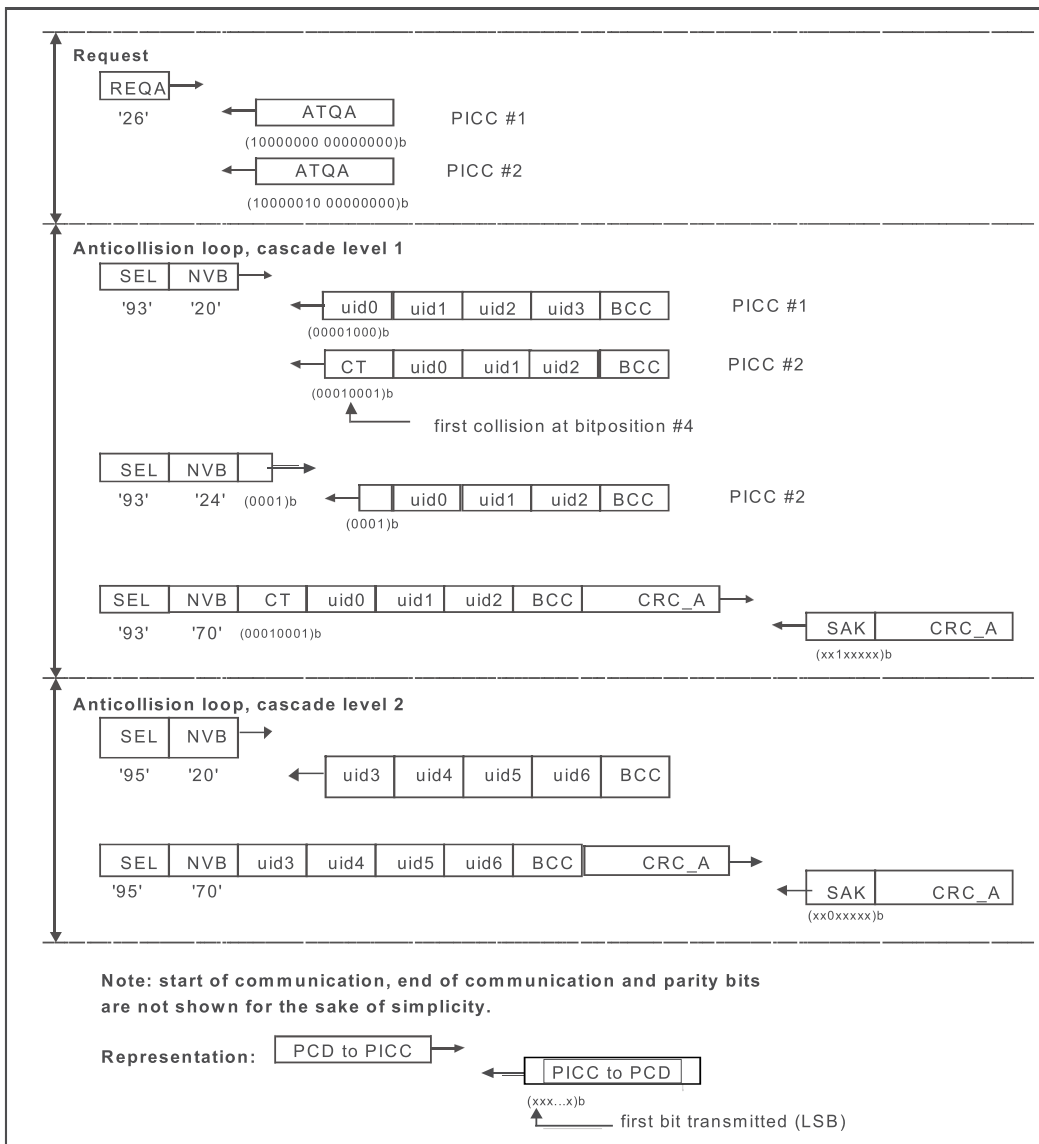 Request
REQA
'26'
ATQA
PICC #1
(10000000 00000000)b
ATQA
PICC #2
(10000010 00000000)b
Anticollision loop, cascade level 1
SEL NVB
'93' '20'
uid0 uid1 uid2 uid3 BCC
PICC #1
(00001000)b
CT uid0 uid1 uid2 BCC
PICC #2
(00010001)b
first collision at bitposition #4
SEL NVB
'93' '24' (0001)b
uid0 uid1 uid2 BCC
PICC #2
(0001)b
SEL NVB CT uid0 uid1 uid2 BCC CRC_A
'93' '70' (00010001)b
SAK CRC_A
(xx1xxxxx)b
Anticollision loop, cascade level 2
SEL NVB
'95' '20'
uid3 uid4 uid5 uid6 BCC
SEL NVB uid3 uid4 uid5 uid6 BCC CRC_A
'95' '70'
SAK CRC_A
(xx0xxxxx)b
Note: start of communication, end of communication and parity bits
are not shown for the sake of simplicity.
Representation:
PCD to PICC
PICC to PCD
(xxx...x)b
first bit transmitted (LSB)